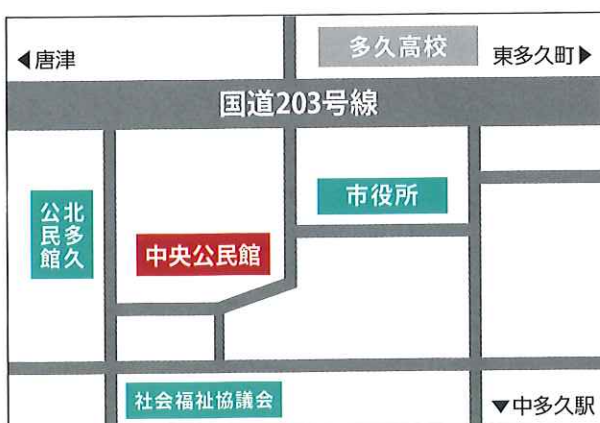 多久高校
◀唐津
東多久町▶
国道203号線
北多久
公民館
市役所
中央公民館
社会福祉協議会
▼中多久駅